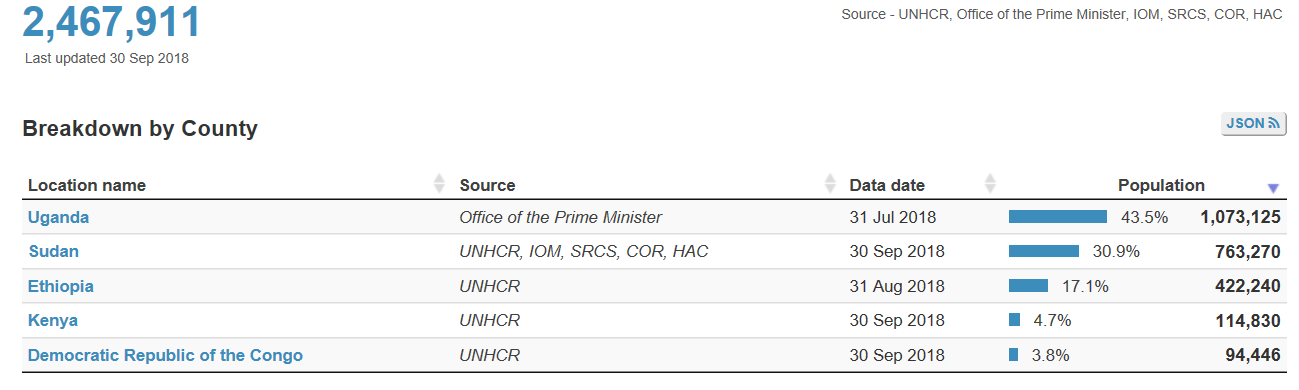 2,467,911
Source - UNHCR, Office of the Prime Minister, IOM, SRCS, COR, HAC
Last updated 30 Sep 2018
Breakdown by County
JSON
Location name Source Data date Population
Uganda Office of the Prime Minister 31 Jul 2018 43.5% 1,073,125
Sudan UNHCR, IOM, SRCS, COR, HAC 30 Sep 2018 30.9% 763,270
Ethiopia UNHCR 31 Aug 2018 17.1% 422,240
Kenya UNHCR 30 Sep 2018 4.7% 114,830
Democratic Republic of the Congo UNHCR 30 Sep 2018 3.8% 94,446